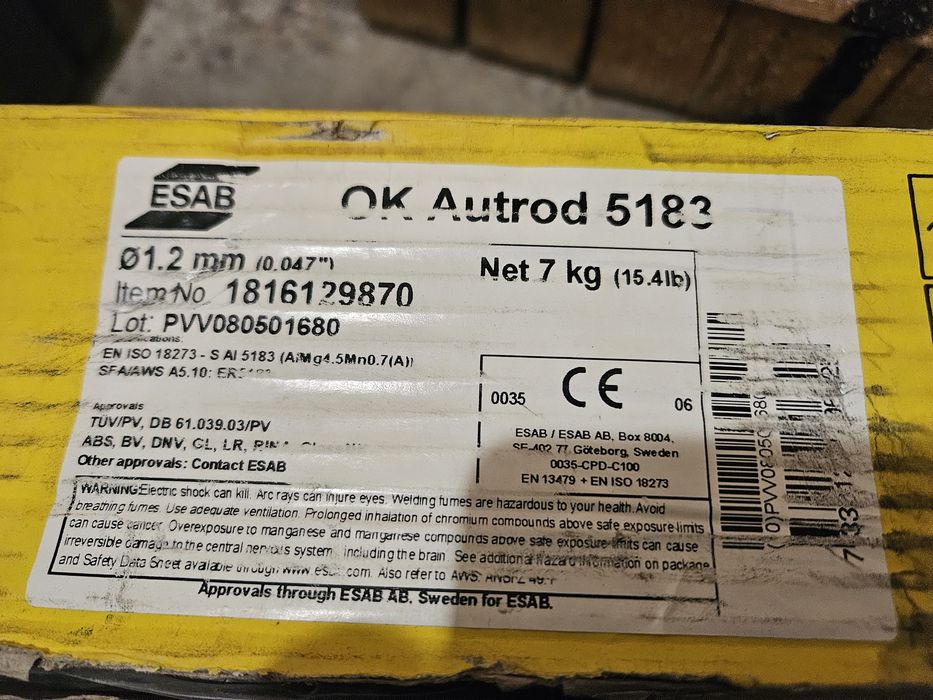 ESAB
OK Autrod 5183
Ø1.2 mm (0.047")
Net 7 kg (15.4lb)
Item No. 1816129870
Lot: PVV080501680
EN ISO 18273 - S Al 5183 (AlMg4.5Mn0.7(A))
SFA/AWS A5.10:
Approvals
TÜV/PV, DB 61.039.03/PV
ABS, BV, DNV, GL, LR,
Other approvals: Contact ESAB
0035 CE 06
ESAB / ESAB AB, Box 8004,
SE-402 77 Göteborg, Sweden
0035-CPD-C100
EN 13479 + EN ISO 18273
WARNING: Electric shock can kill. Arc rays can injure eyes. Welding fumes are hazardous to your health. Avoid
breathing fumes. Use adequate ventilation. Prolonged inhalation of chromium compounds above safe exposure limits
can cause cancer. Overexposure to manganese and manganese compounds above safe exposure limits can cause
irreversible damage to the central nervous system, including the brain. See additional hazard information on package
and Safety Data Sheet available through www.esab.com. Also refer to AWS:
Approvals through ESAB AB, Sweden for ESAB.